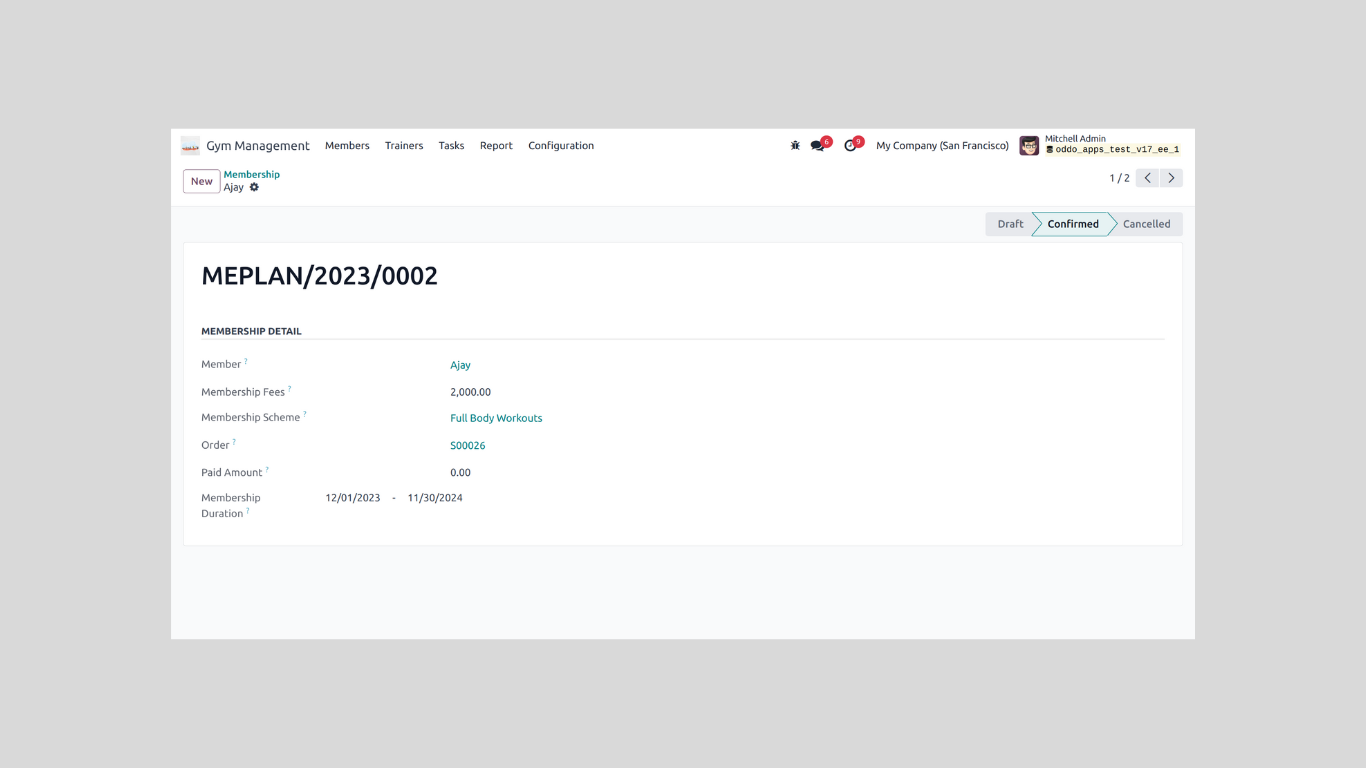 Gym Management Members Trainers Tasks Report Configuration 6 9 My Company (San Francisco) Mitchell Admin
oddo_apps_test_v17_ee_1
New Membership
Ajay
1 / 2
Draft Confirmed Cancelled
MEPLAN/2023/0002
MEMBERSHIP DETAIL
Member ? Ajay
Membership Fees ? 2,000.00
Membership Scheme ? Full Body Workouts
Order ? S00026
Paid Amount ? 0.00
Membership 12/01/2023 - 11/30/2024
Duration ?